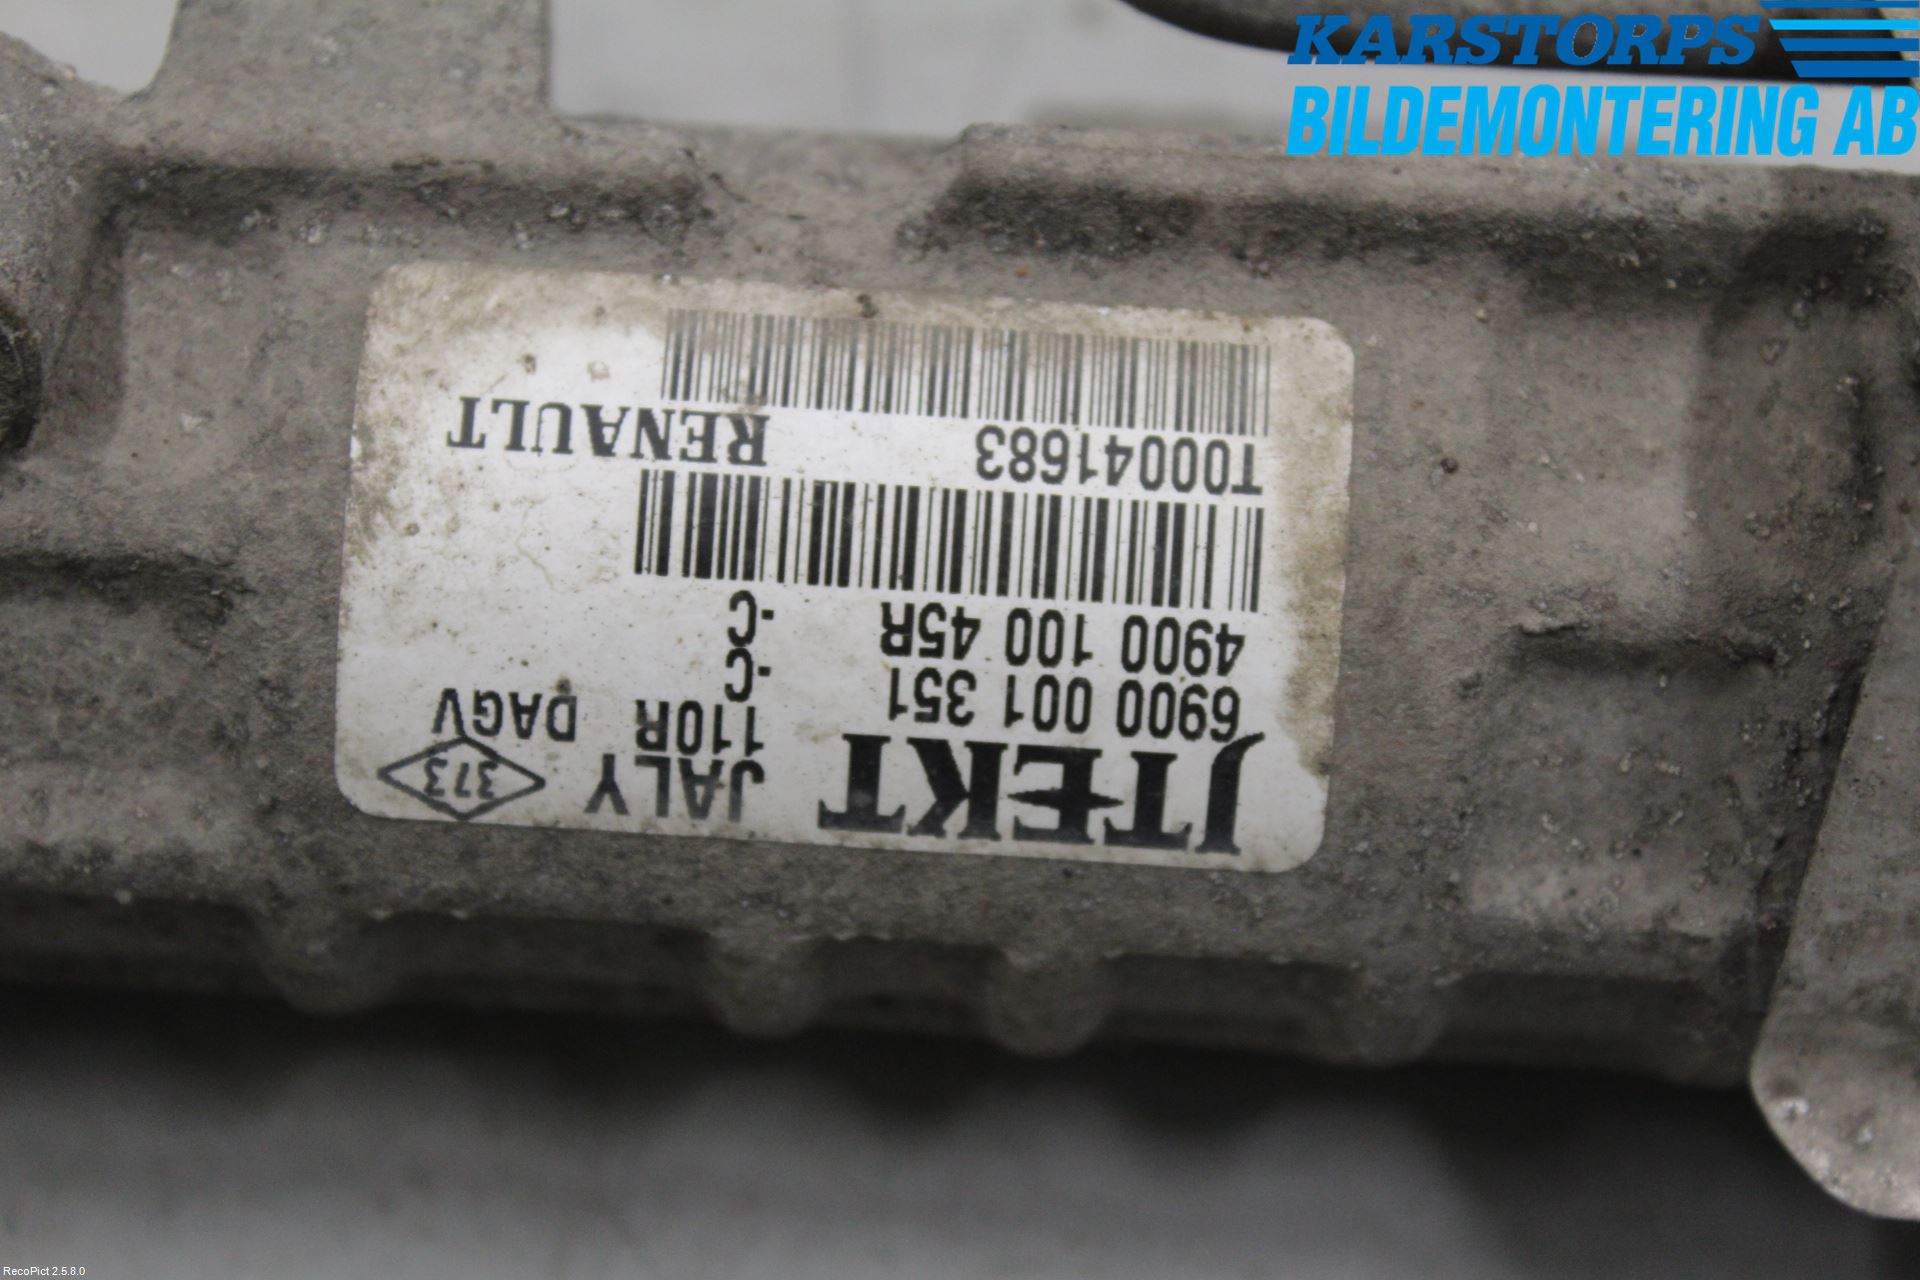 KARSTORPS
BILDEMONTERING AB
JTEKT JALY 373
6900 001 351 110R DAGV
-C
4900 100 45R -C
T00041683 RENAULT
RecoPict 2.5.8.0